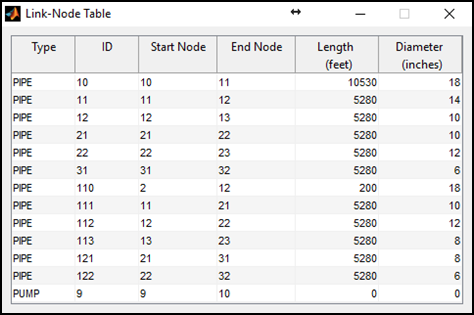 Link-Node Table
Type ID Start Node End Node Length (feet) Diameter (inches)
PIPE 10 10 11 10530 18
PIPE 11 11 12 5280 14
PIPE 12 12 13 5280 10
PIPE 21 21 22 5280 10
PIPE 22 22 23 5280 12
PIPE 31 31 32 5280 6
PIPE 110 2 12 200 18
PIPE 111 11 21 5280 10
PIPE 112 12 22 5280 12
PIPE 113 13 23 5280 8
PIPE 121 21 31 5280 8
PIPE 122 22 32 5280 6
PUMP 9 9 10 0 0